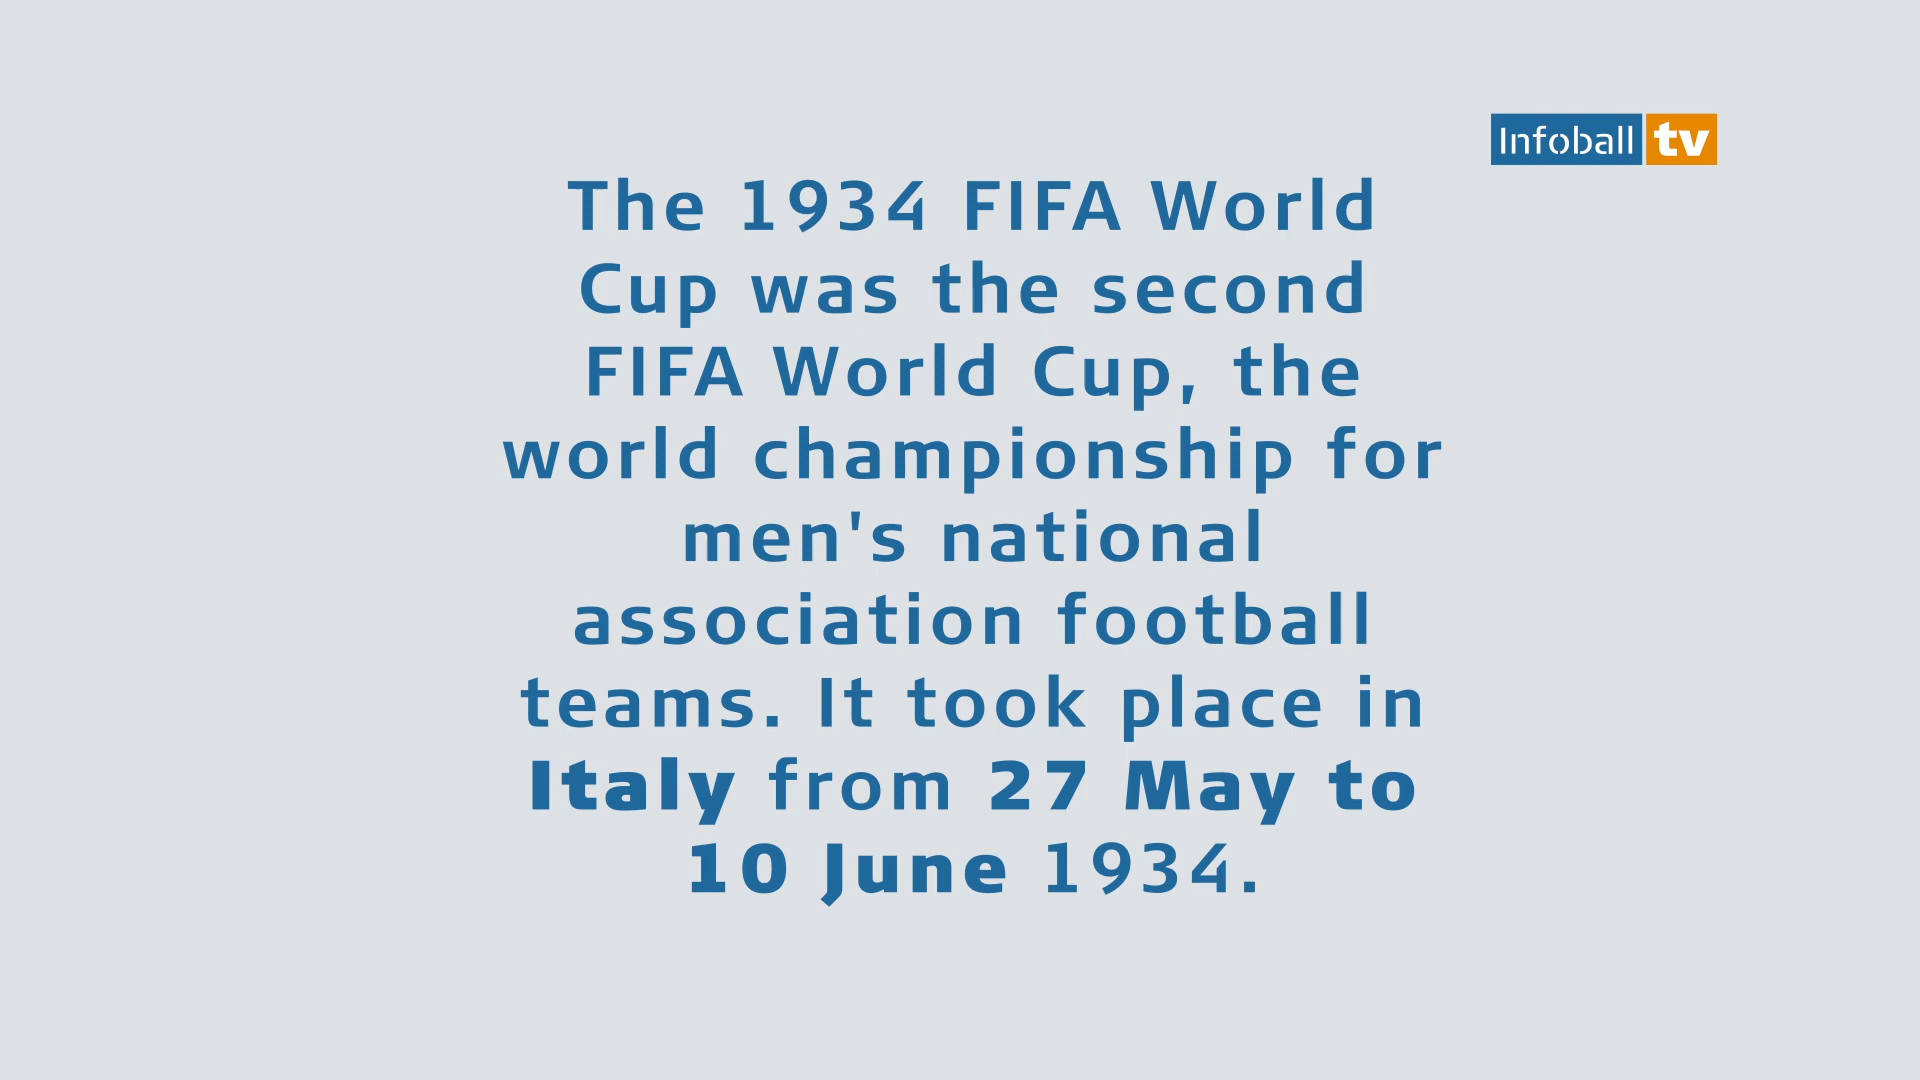 Infoball tv
The 1934 FIFA World
Cup was the second
FIFA World Cup, the
world championship for
men's national
association football
teams. It took place in
Italy from 27 May to
10 June 1934.